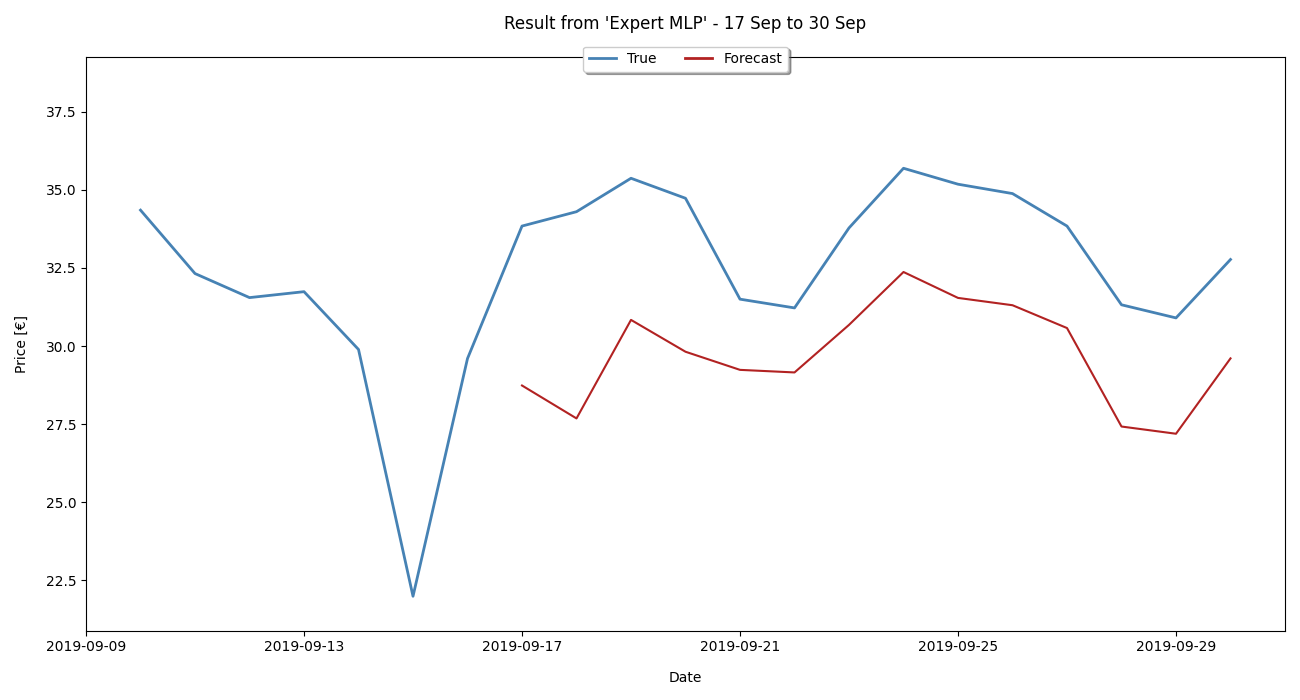 Result from 'Expert MLP' - 17 Sep to 30 Sep
True Forecast
37.5
35.0
32.5
30.0
27.5
25.0
22.5
Price [€]
2019-09-09 2019-09-13 2019-09-17 2019-09-21 2019-09-25 2019-09-29
Date